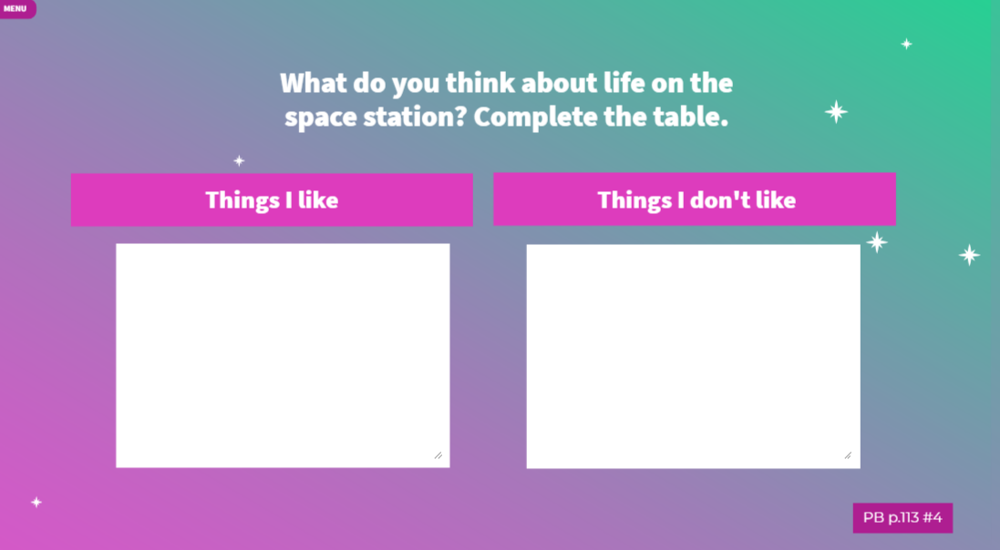 MENU
What do you think about life on the
space station? Complete the table.
Things I like
Things I don't like
PB p.113 #4